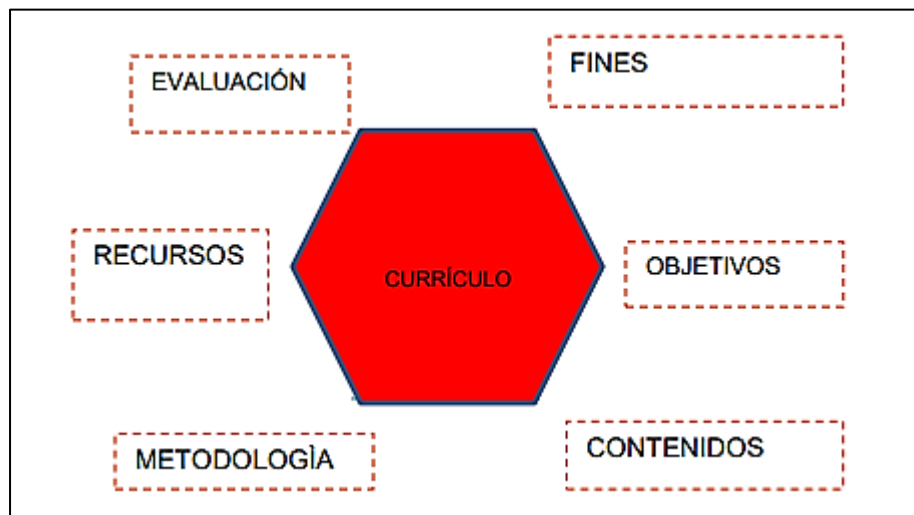 EVALUACIÓN
FINES
RECURSOS
CURRÍCULO
OBJETIVOS
METODOLOGÌA
CONTENIDOS